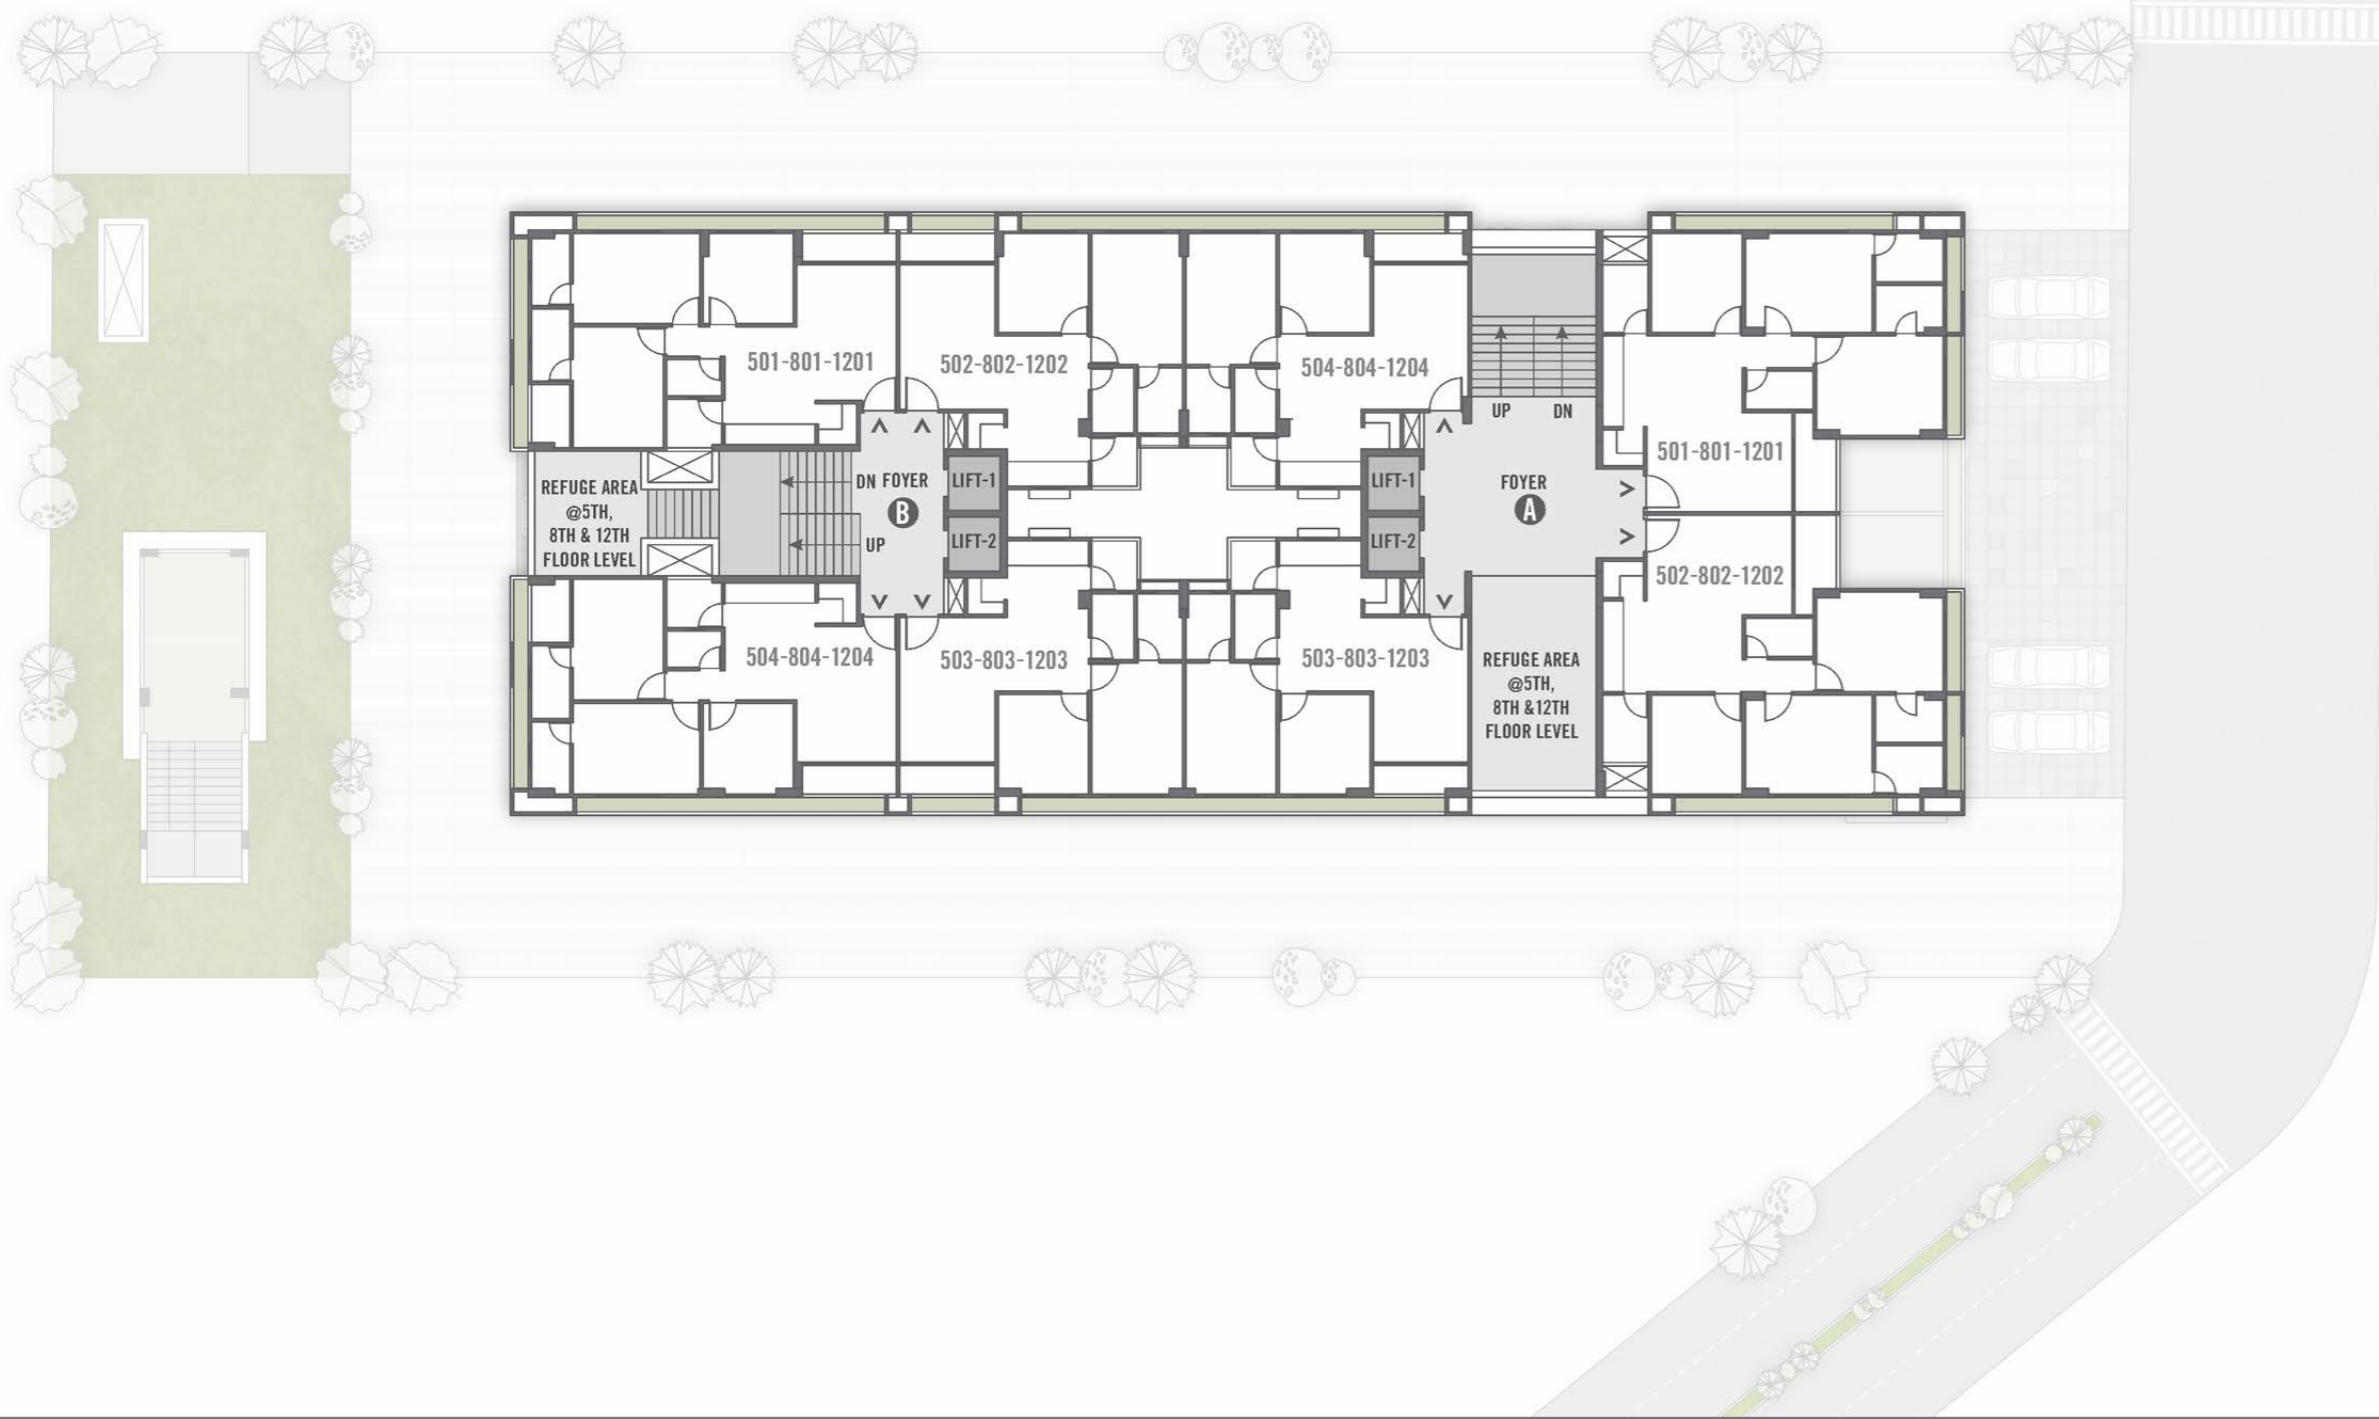 501-801-1201
502-802-1202
504-804-1204
UP DN
501-801-1201
REFUGE AREA
@5TH,
8TH & 12TH
FLOOR LEVEL
DN FOYER
B
UP
LIFT-1
LIFT-2
LIFT-1
LIFT-2
FOYER
A
502-802-1202
504-804-1204
503-803-1203
503-803-1203
REFUGE AREA
@5TH,
8TH &12TH
FLOOR LEVEL